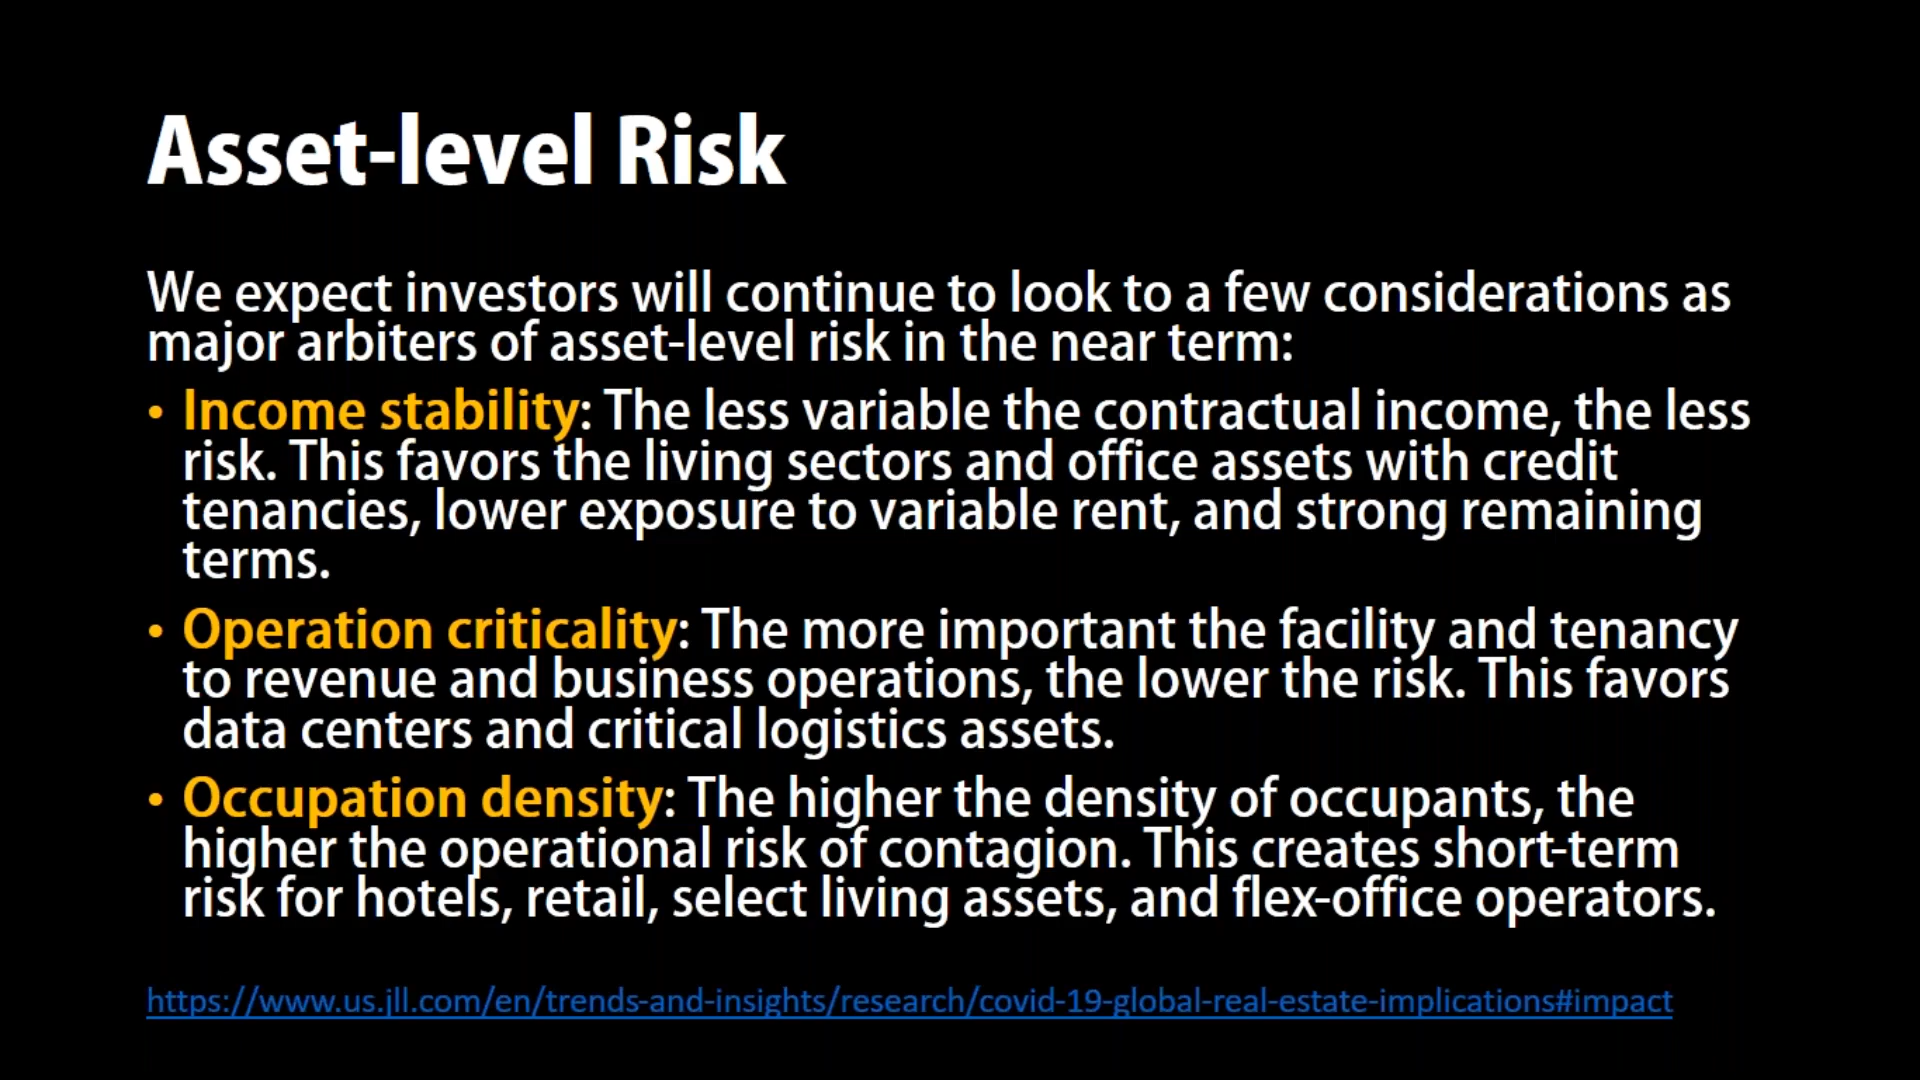 Asset-level Risk
We expect investors will continue to look to a few considerations as
major arbiters of asset-level risk in the near term:
• Income stability: The less variable the contractual income, the less
risk. This favors the living sectors and office assets with credit
tenancies, lower exposure to variable rent, and strong remaining
terms.
• Operation criticality: The more important the facility and tenancy
to revenue and business operations, the lower the risk. This favors
data centers and critical logistics assets.
• Occupation density: The higher the density of occupants, the
higher the operational risk of contagion. This creates short-term
risk for hotels, retail, select living assets, and flex-office operators.
https://www.us.jll.com/en/trends-and-insights/research/covid-19-global-real-estate-implications#impact